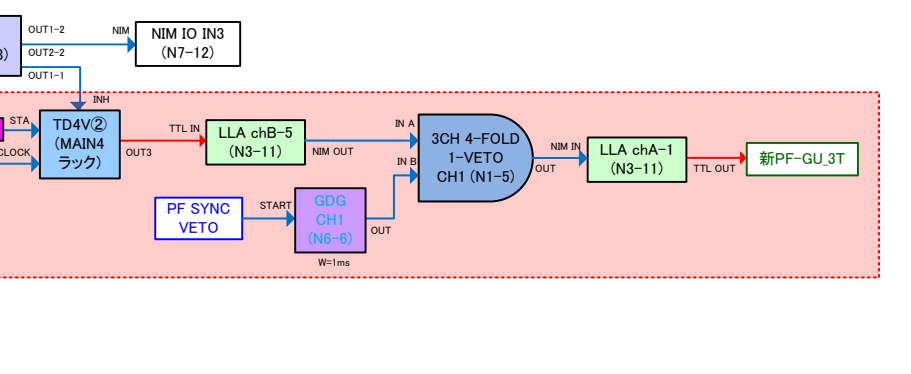 OUT1-2
NIM
NIM IO IN3
(N7-12)
OUT2-2
OUT1-1
INH
STA
CLOCK
TD4V②
(MAIN4
ラック)
OUT3
TTL IN
LLA chB-5
(N3-11)
NIM OUT
IN A
IN B
3CH 4-FOLD
1-VETO
CH1 (N1-5)
OUT
NIM IN
LLA chA-1
(N3-11)
TTL OUT
新PF-GU_3T
PF SYNC
VETO
START
GDG
CH1
(N6-6)
OUT
W=1ms